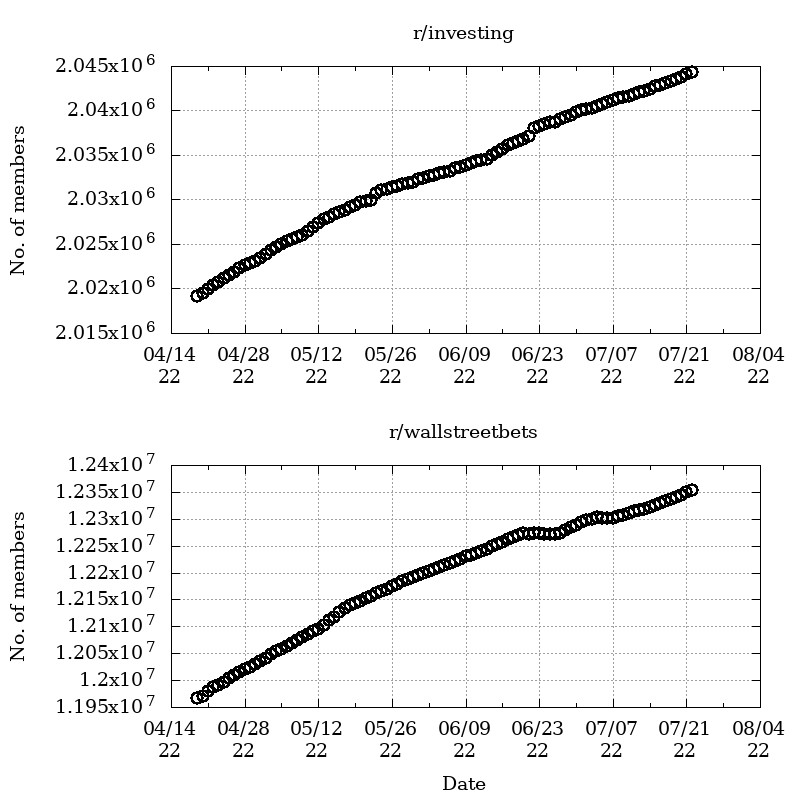 r/investing
2.045x10^6
2.04x10^6
2.035x10^6
2.03x10^6
2.025x10^6
2.02x10^6
2.015x10^6
No. of members
04/14 04/28 05/12 05/26 06/09 06/23 07/07 07/21 08/04
22 22 22 22 22 22 22 22 22
r/wallstreetbets
1.24x10^7
1.235x10^7
1.23x10^7
1.225x10^7
1.22x10^7
1.215x10^7
1.21x10^7
1.205x10^7
1.2x10^7
1.195x10^7
No. of members
04/14 04/28 05/12 05/26 06/09 06/23 07/07 07/21 08/04
22 22 22 22 22 22 22 22 22
Date